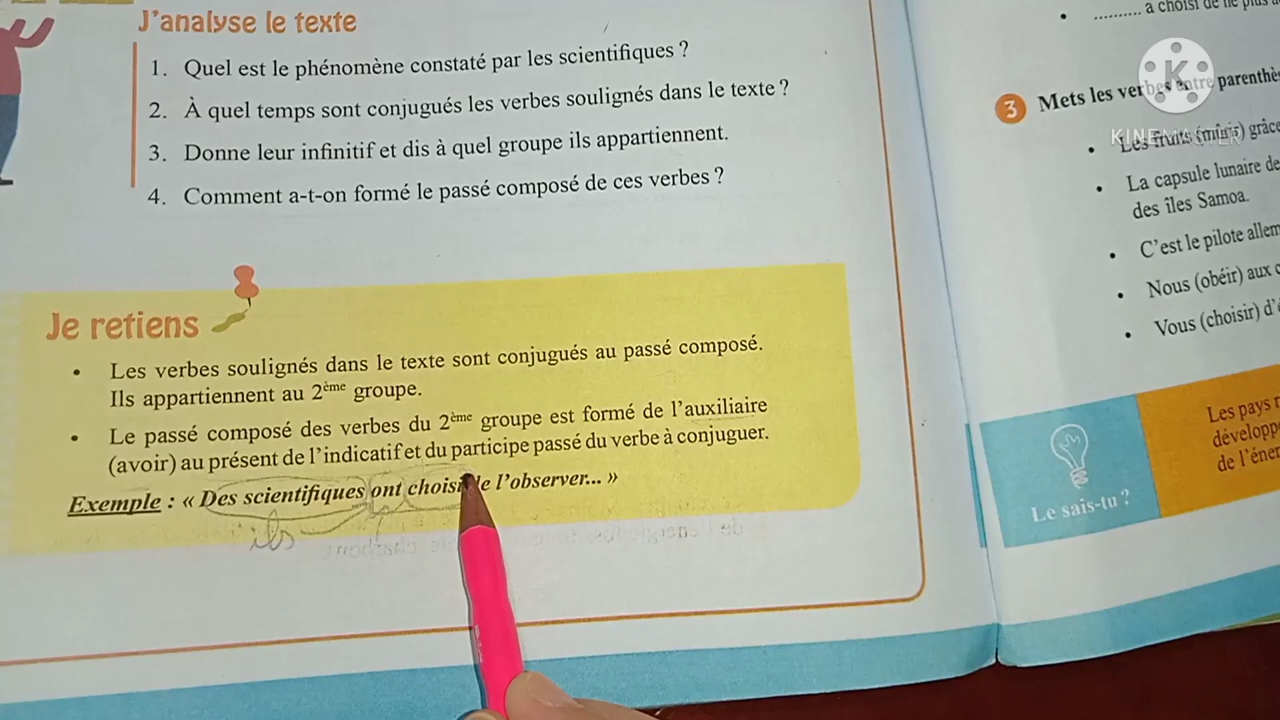 J'analyse le texte
1. Quel est le phénomène constaté par les scientifiques ?
2. À quel temps sont conjugués les verbes soulignés dans le texte ?
3. Donne leur infinitif et dis à quel groupe ils appartiennent.
4. Comment a-t-on formé le passé composé de ces verbes ?
Je retiens
• Les verbes soulignés dans le texte sont conjugués au passé composé.
Ils appartiennent au 2ème groupe.
• Le passé composé des verbes du 2ème groupe est formé de l'auxiliaire
(avoir) au présent de l'indicatif et du participe passé du verbe à conjuguer.
Exemple : « Des scientifiques ont choisi de l'observer... »
ils
• .......... a choisi de ne plus
3 Mets les verbes entre
KINEMASTER
• Les fruits (mûrir) grâce
• La capsule lunaire de
des îles Samoa.
• C'est le pilote
• Nous (obéir) aux
• Vous (choisir)
Les pays
de
Le sais-tu ?